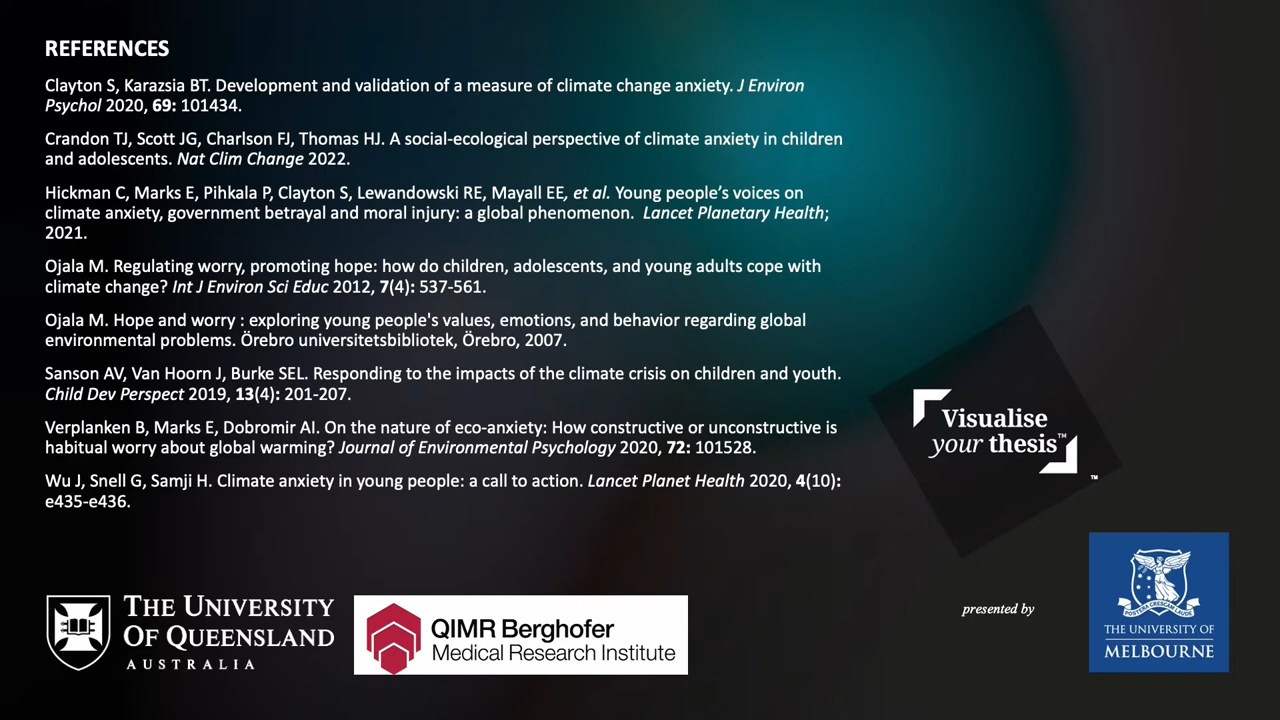 REFERENCES
Clayton S, Karazsia BT. Development and validation of a measure of climate change anxiety. J Environ
Psychol 2020, 69: 101434.
Crandon TJ, Scott JG, Charlson FJ, Thomas HJ. A social-ecological perspective of climate anxiety in children
and adolescents. Nat Clim Change 2022.
Hickman C, Marks E, Pihkala P, Clayton S, Lewandowski RE, Mayall EE, et al. Young people’s voices on
climate anxiety, government betrayal and moral injury: a global phenomenon. Lancet Planetary Health;
2021.
Ojala M. Regulating worry, promoting hope: how do children, adolescents, and young adults cope with
climate change? Int J Environ Sci Educ 2012, 7(4): 537-561.
Ojala M. Hope and worry : exploring young people's values, emotions, and behavior regarding global
environmental problems. Örebro universitetsbibliotek, Örebro, 2007.
Sanson AV, Van Hoorn J, Burke SEL. Responding to the impacts of the climate crisis on children and youth.
Child Dev Perspect 2019, 13(4): 201-207.
Verplanken B, Marks E, Dobromir AI. On the nature of eco-anxiety: How constructive or unconstructive is
habitual worry about global warming? Journal of Environmental Psychology 2020, 72: 101528.
Wu J, Snell G, Samji H. Climate anxiety in young people: a call to action. Lancet Planet Health 2020, 4(10):
e435-e436.
Visualise
your thesis™
™
THE UNIVERSITY
OF QUEENSLAND
AUSTRALIA
QIMR Berghofer
Medical Research Institute
presented by
POSTERA CRESCAM LAUDE
THE UNIVERSITY OF
MELBOURNE